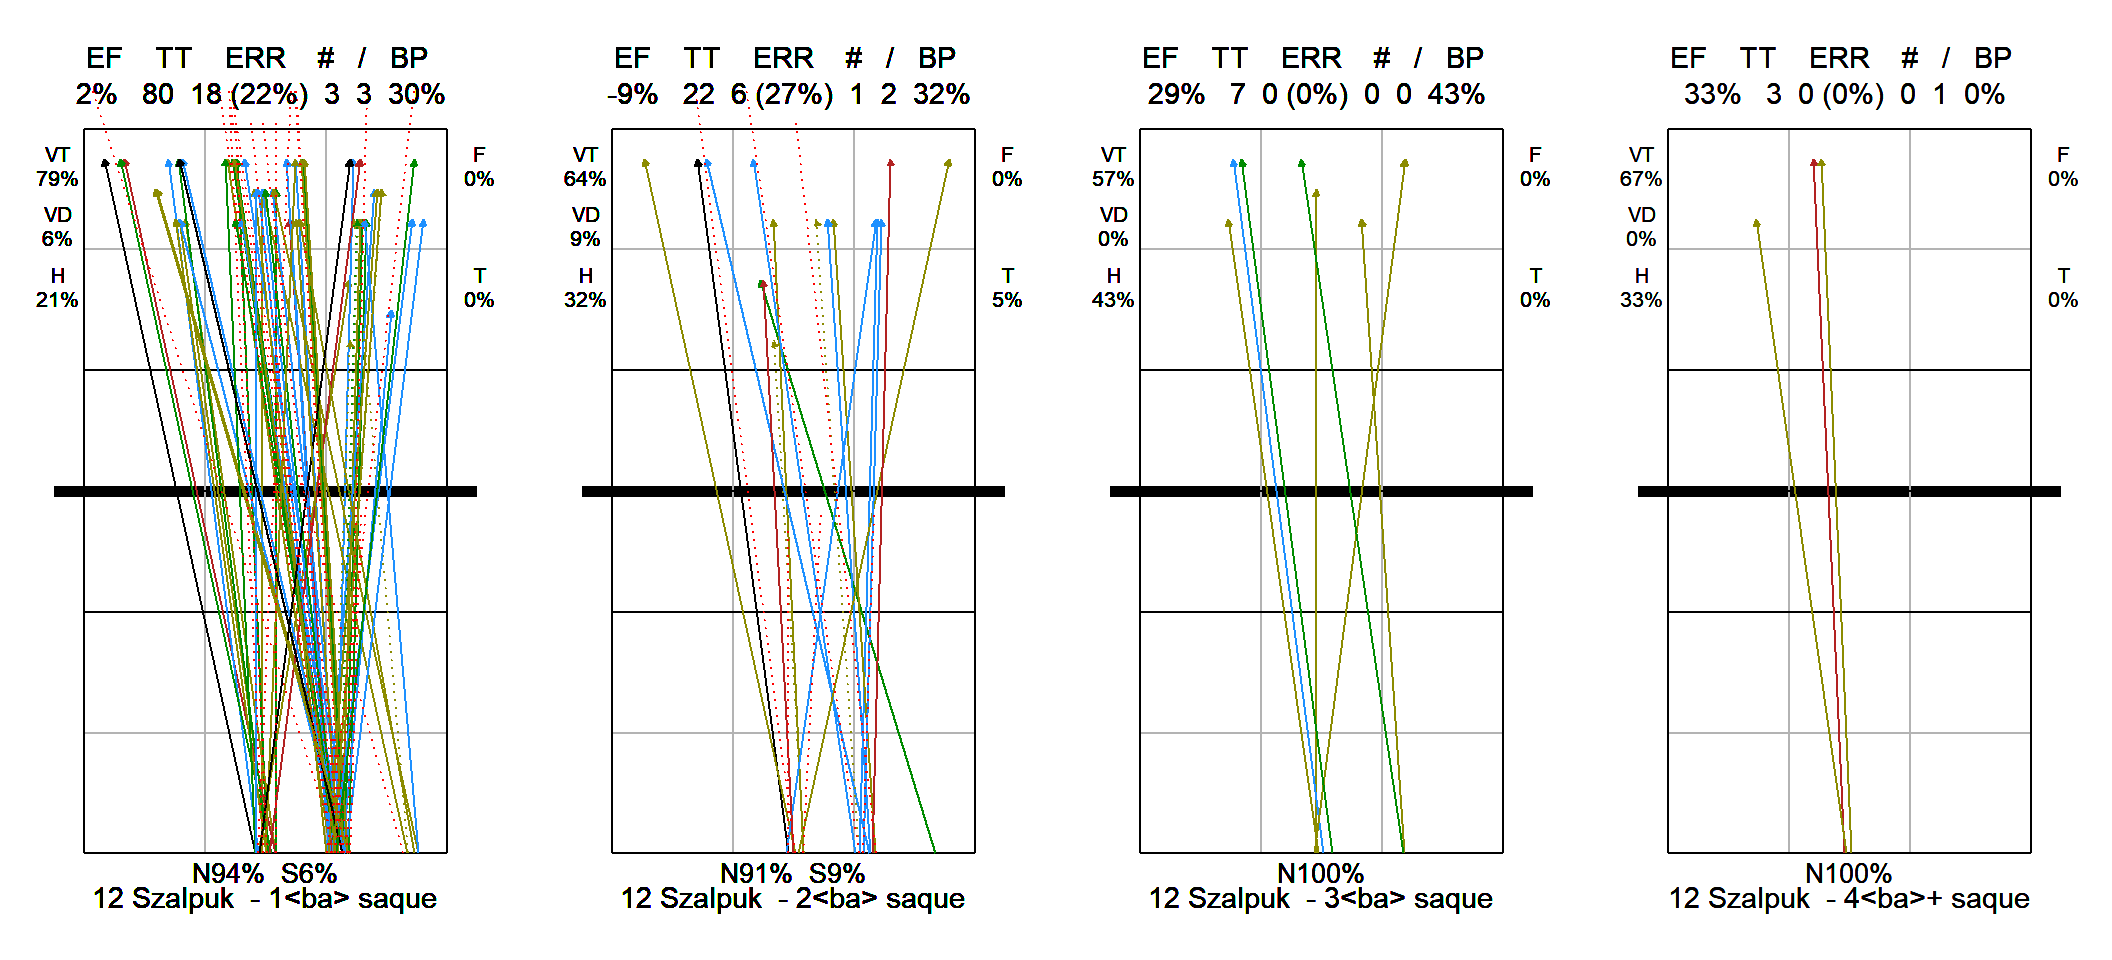 EF TT ERR # / BP
2% 80 18 (22%) 3 3 30%
VT
79%
VD
6%
H
21%
F
0%
T
0%
N94% S6%
12 Szalpuk - 1<ba> saque
EF TT ERR # / BP
-9% 22 6 (27%) 1 2 32%
VT
64%
VD
9%
H
32%
F
0%
T
5%
N91% S9%
12 Szalpuk - 2<ba> saque
EF TT ERR # / BP
29% 7 0 (0%) 0 0 43%
VT
57%
VD
0%
H
43%
F
0%
T
0%
N100%
12 Szalpuk - 3<ba> saque
EF TT ERR # / BP
33% 3 0 (0%) 0 1 0%
VT
67%
VD
0%
H
33%
F
0%
T
0%
N100%
12 Szalpuk - 4<ba>+ saque